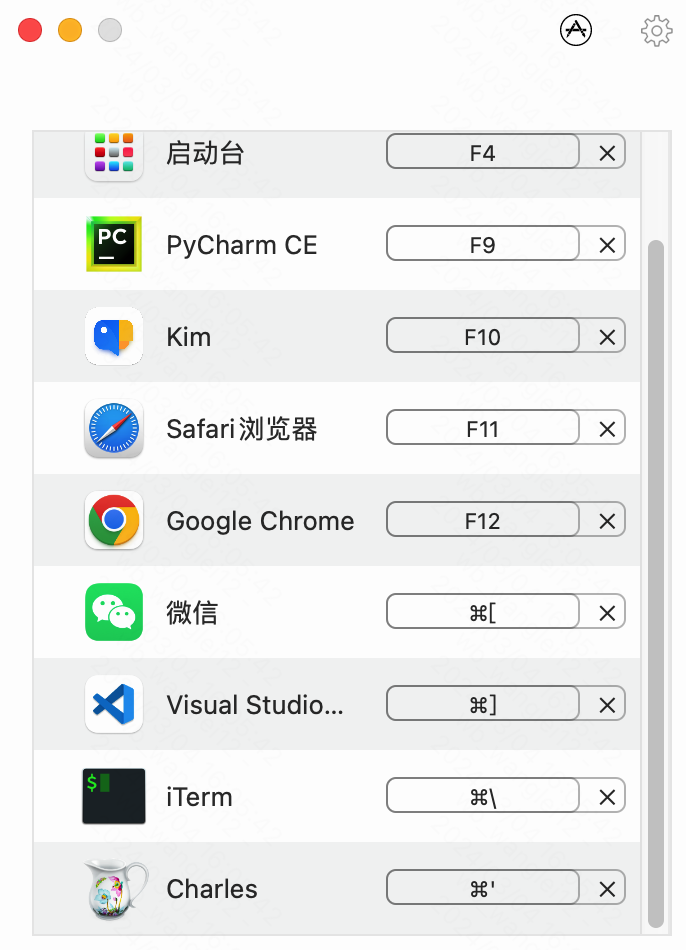 启动台 F4
PC
PyCharm CE F9
Kim F10
Safari浏览器 F11
Google Chrome F12
微信 ⌘[
Visual Studio... ⌘]
$
iTerm ⌘\
Charles ⌘'